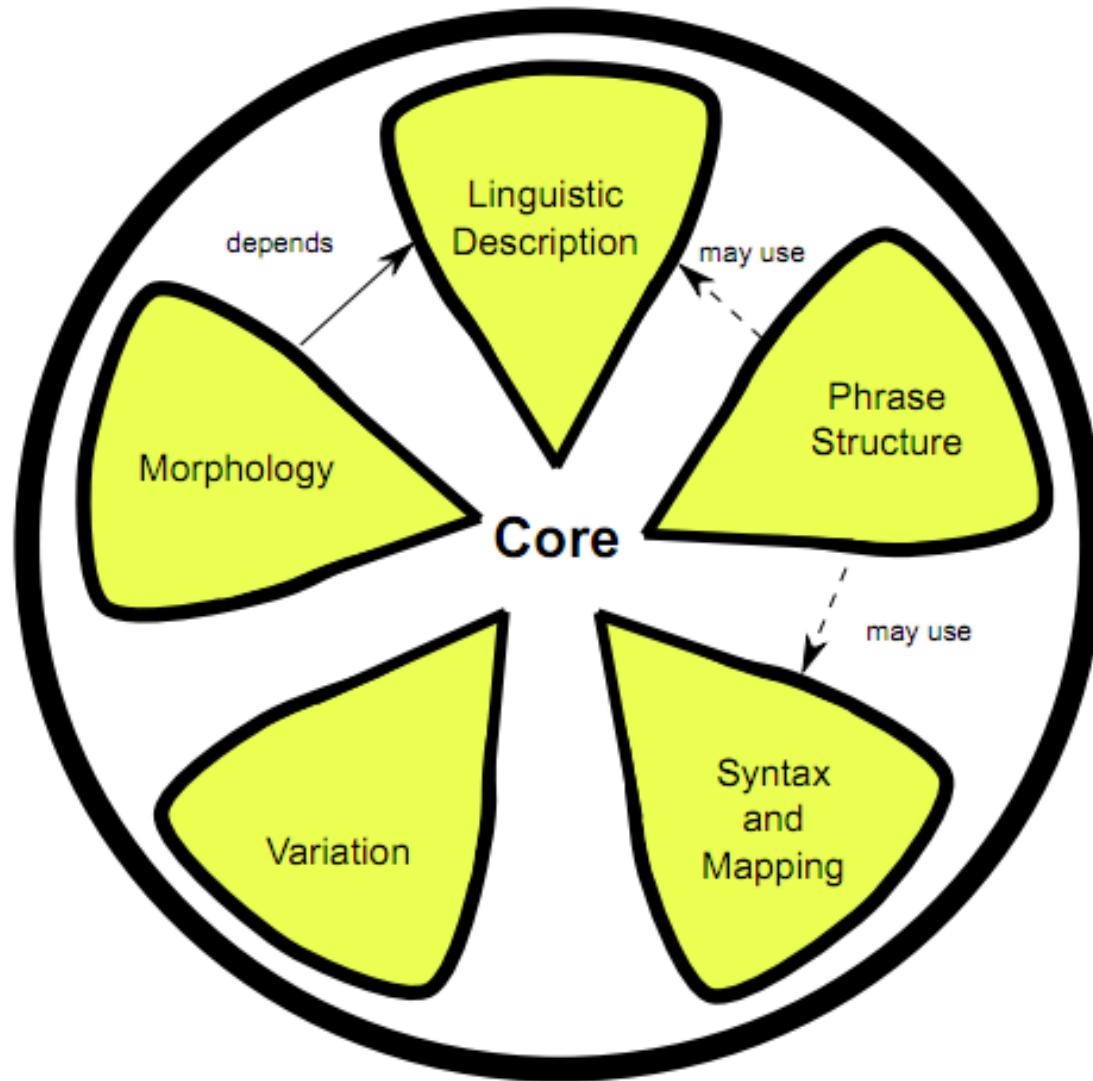 Linguistic
Description
depends
may use
Phrase
Structure
Morphology
Core
may use
Syntax
and
Mapping
Variation